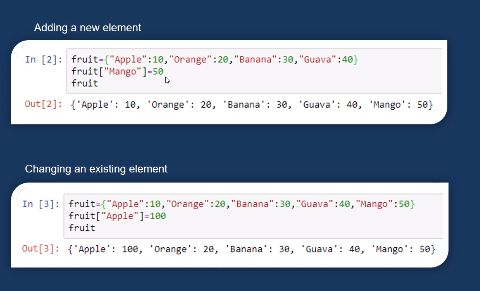 Adding a new element
In [2]: fruit={"Apple":10,"Orange":20,"Banana":30,"Guava":40}
fruit["Mango"]=50
fruit
Out[2]: {'Apple': 10, 'Orange': 20, 'Banana': 30, 'Guava': 40, 'Mango': 50}
Changing an existing element
In [3]: fruit={"Apple":10,"Orange":20,"Banana":30,"Guava":40,"Mango":50}
fruit["Apple"]=100
fruit
Out[3]: {'Apple': 100, 'Orange': 20, 'Banana': 30, 'Guava': 40, 'Mango': 50}